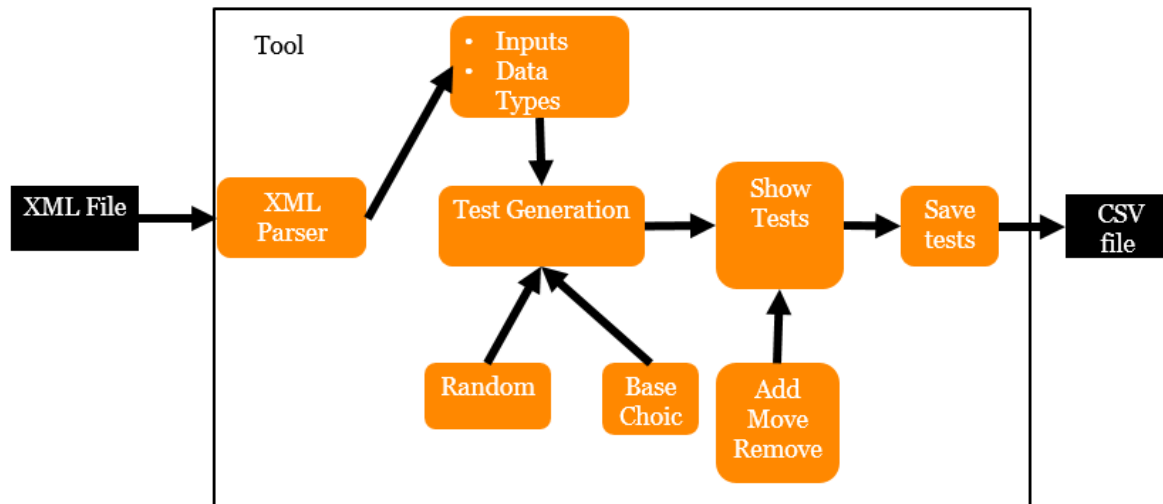 Tool
• Inputs
• Data
Types
XML File
XML
Parser
Test Generation
Show
Tests
Save
tests
CSV
file
Random
Base
Choic
Add
Move
Remove